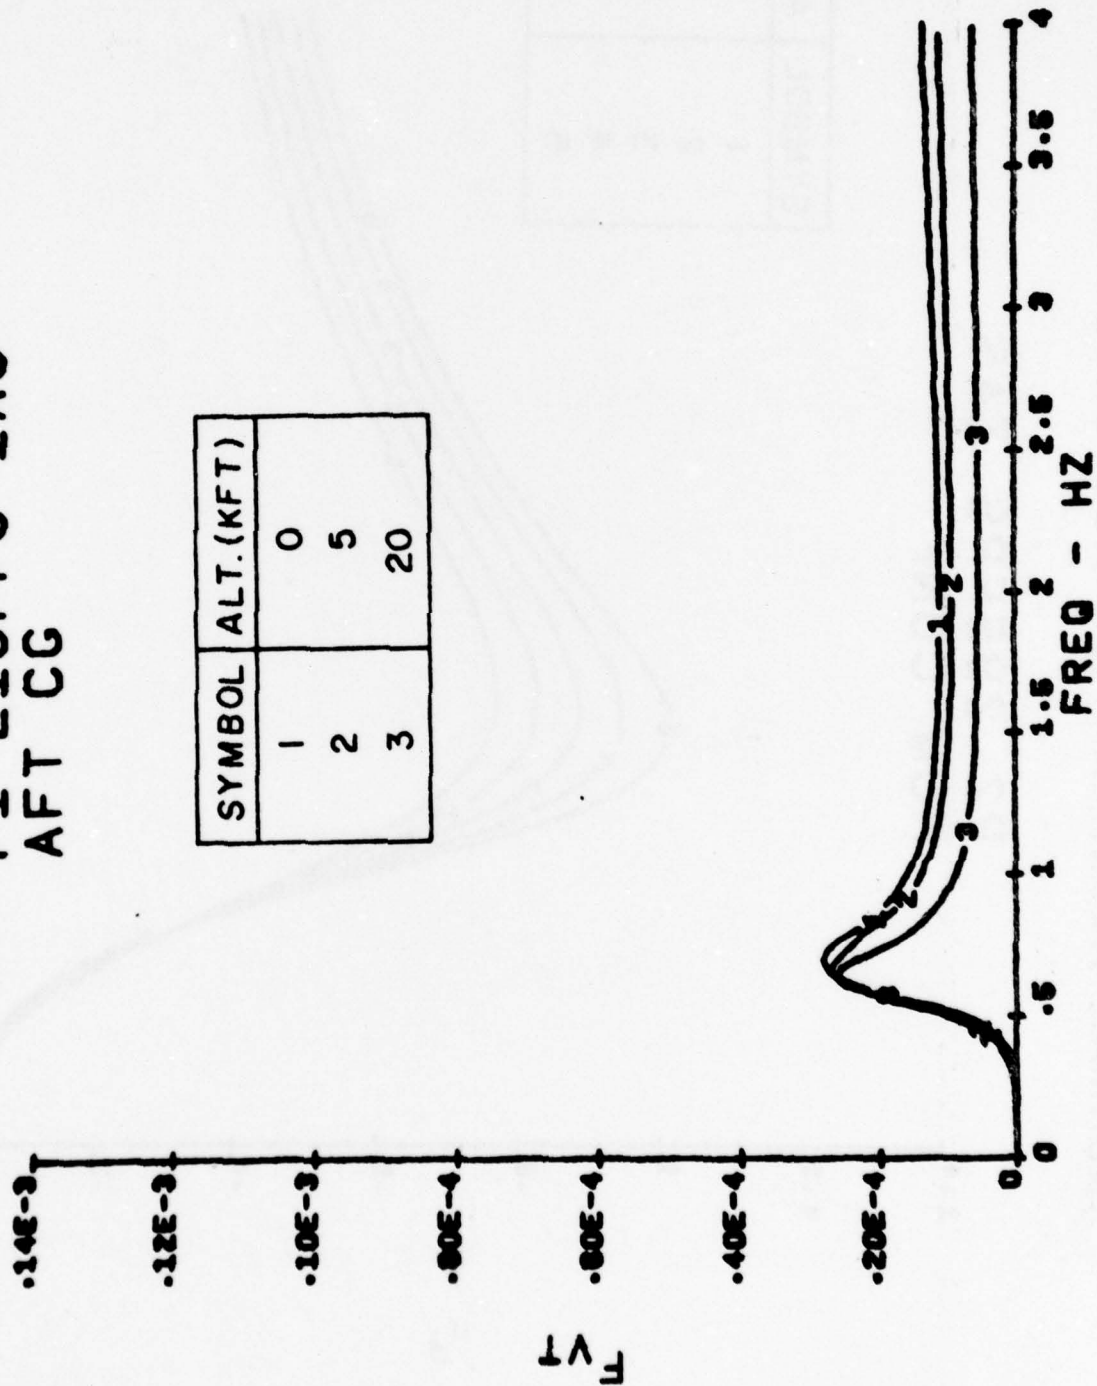 AFT CG
SYMBOL ALT. (KFT)
1 0
2 5
3 20
.14E-3
.12E-3
.10E-3
.80E-4
.60E-4
.40E-4
.20E-4
0
FVT
0 .5 1 1.5 2 2.5 3 3.5 4
FREQ - HZ
1
2
3
3